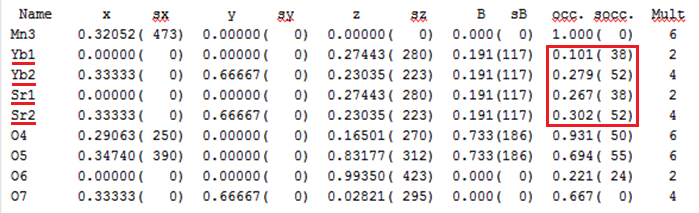 Name x sx y sy z sz B sB occ. socc. Mult
Mn3 0.32052( 473) 0.00000( 0) 0.00000( 0) 0.000( 0) 1.000( 0) 6
Yb1 0.00000( 0) 0.00000( 0) 0.27443( 280) 0.191(117) 0.101( 38) 2
Yb2 0.33333( 0) 0.66667( 0) 0.23035( 223) 0.191(117) 0.279( 52) 4
Sr1 0.00000( 0) 0.00000( 0) 0.27443( 280) 0.191(117) 0.267( 38) 2
Sr2 0.33333( 0) 0.66667( 0) 0.23035( 223) 0.191(117) 0.302( 52) 4
O4 0.29063( 250) 0.00000( 0) 0.16501( 270) 0.733(186) 0.931( 50) 6
O5 0.34740( 390) 0.00000( 0) 0.83177( 312) 0.733(186) 0.694( 55) 6
O6 0.00000( 0) 0.00000( 0) 0.99350( 423) 0.000( 0) 0.221( 24) 2
O7 0.33333( 0) 0.66667( 0) 0.02821( 295) 0.000( 0) 0.667( 0) 4